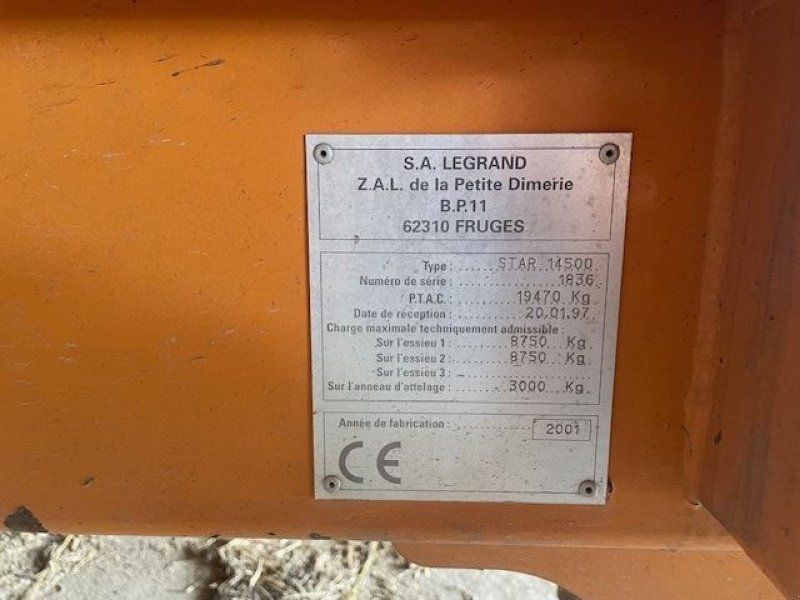 S.A. LEGRAND
Z.A.L. de la Petite Dimerie
B.P.11
62310 FRUGES
Type : STAR 14500
Numéro de série : 1836
P.T.A.C. : 19470 Kg
Date de réception : 20.01.97
Charge maximale techniquement admissible :
Sur l'essieu 1 : 8750 Kg
Sur l'essieu 2 : 8750 Kg
Sur l'essieu 3 :
Sur l'anneau d'attelage : 3000 Kg
Année de fabrication : 2001
CE